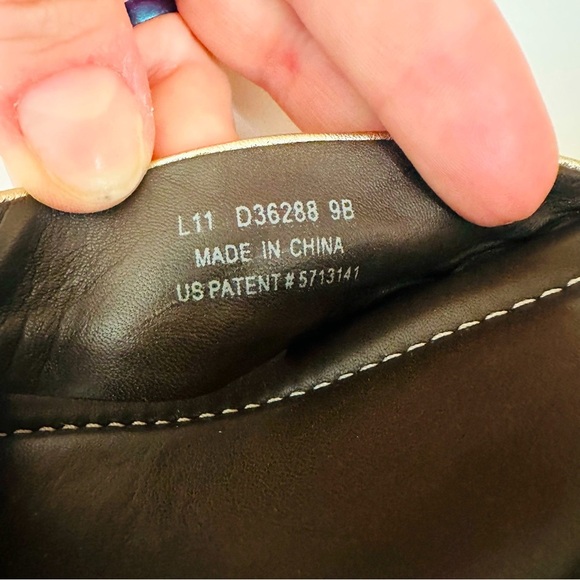 L11 D36288 9B
MADE IN CHINA
US PATENT # 5713141